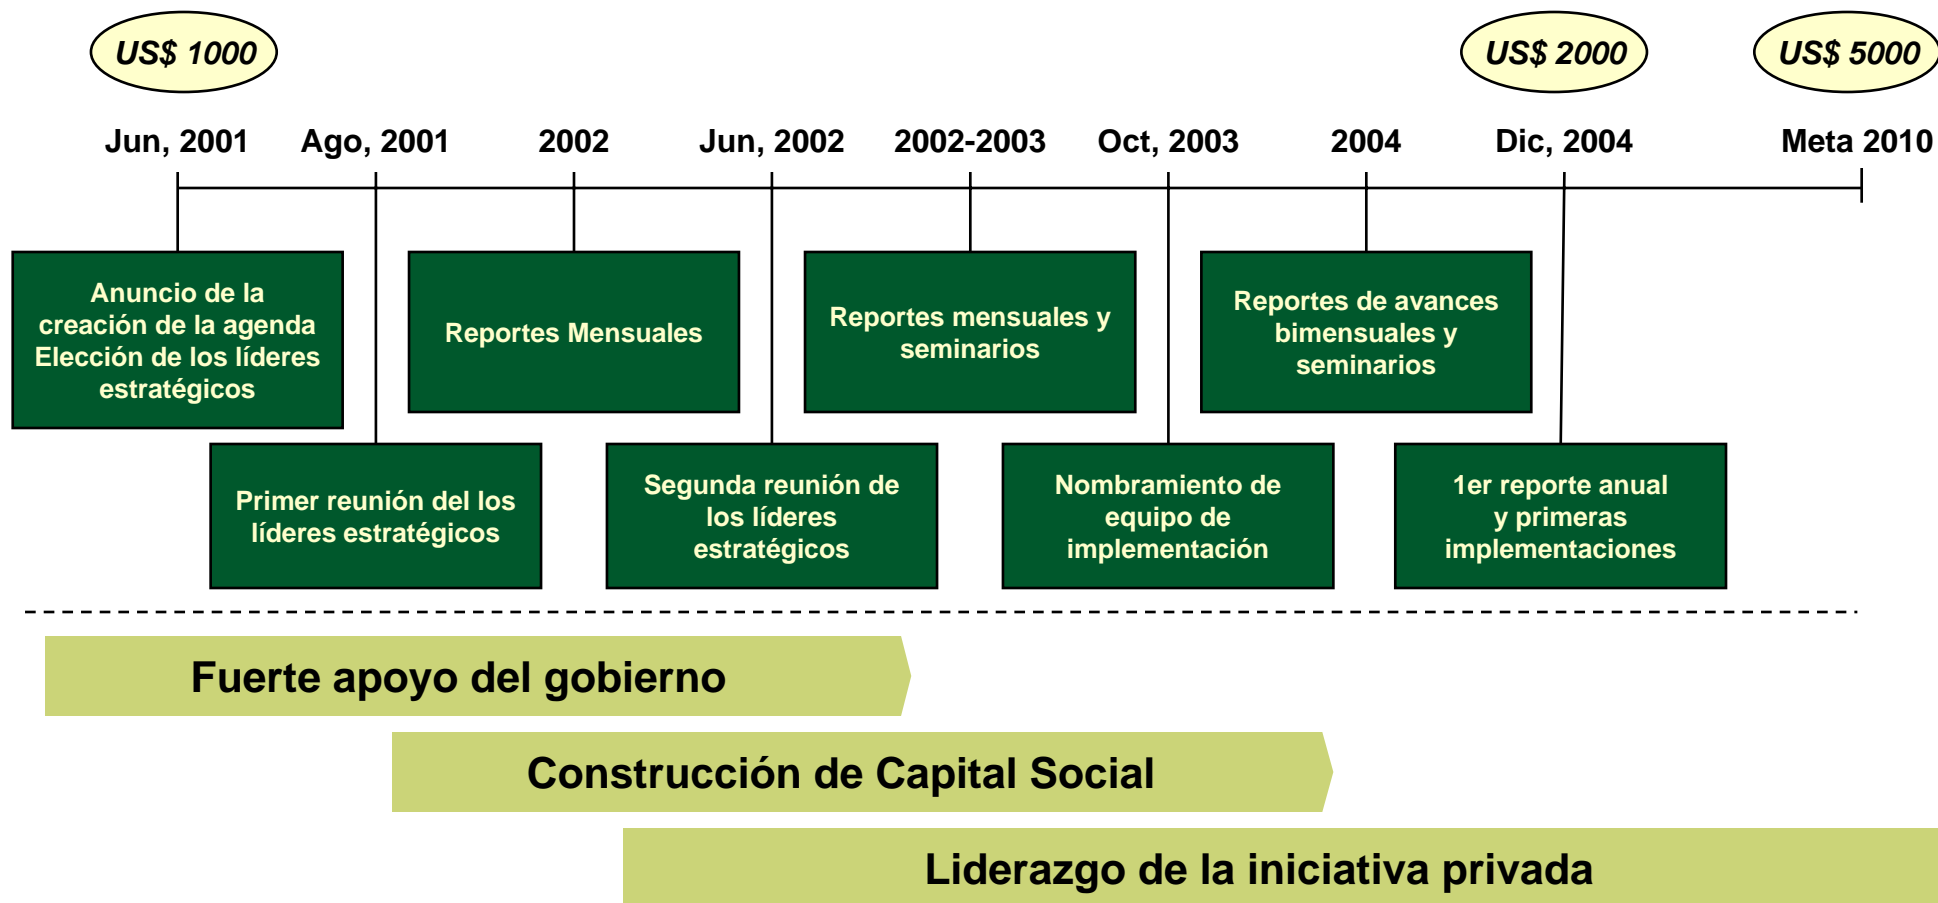 US$ 1000
US$ 2000
US$ 5000
Jun, 2001
Ago, 2001
2002
Jun, 2002
2002-2003
Oct, 2003
2004
Dic, 2004
Meta 2010
Anuncio de la
creación de la agenda
Elección de los líderes
estratégicos
Reportes Mensuales
Reportes mensuales y
seminarios
Reportes de avances
bimensuales y
seminarios
Primer reunión del los
líderes estratégicos
Segunda reunión de
los líderes
estratégicos
Nombramiento de
equipo de
implementación
1er reporte anual
y primeras
implementaciones
Fuerte apoyo del gobierno
Construcción de Capital Social
Liderazgo de la iniciativa privada